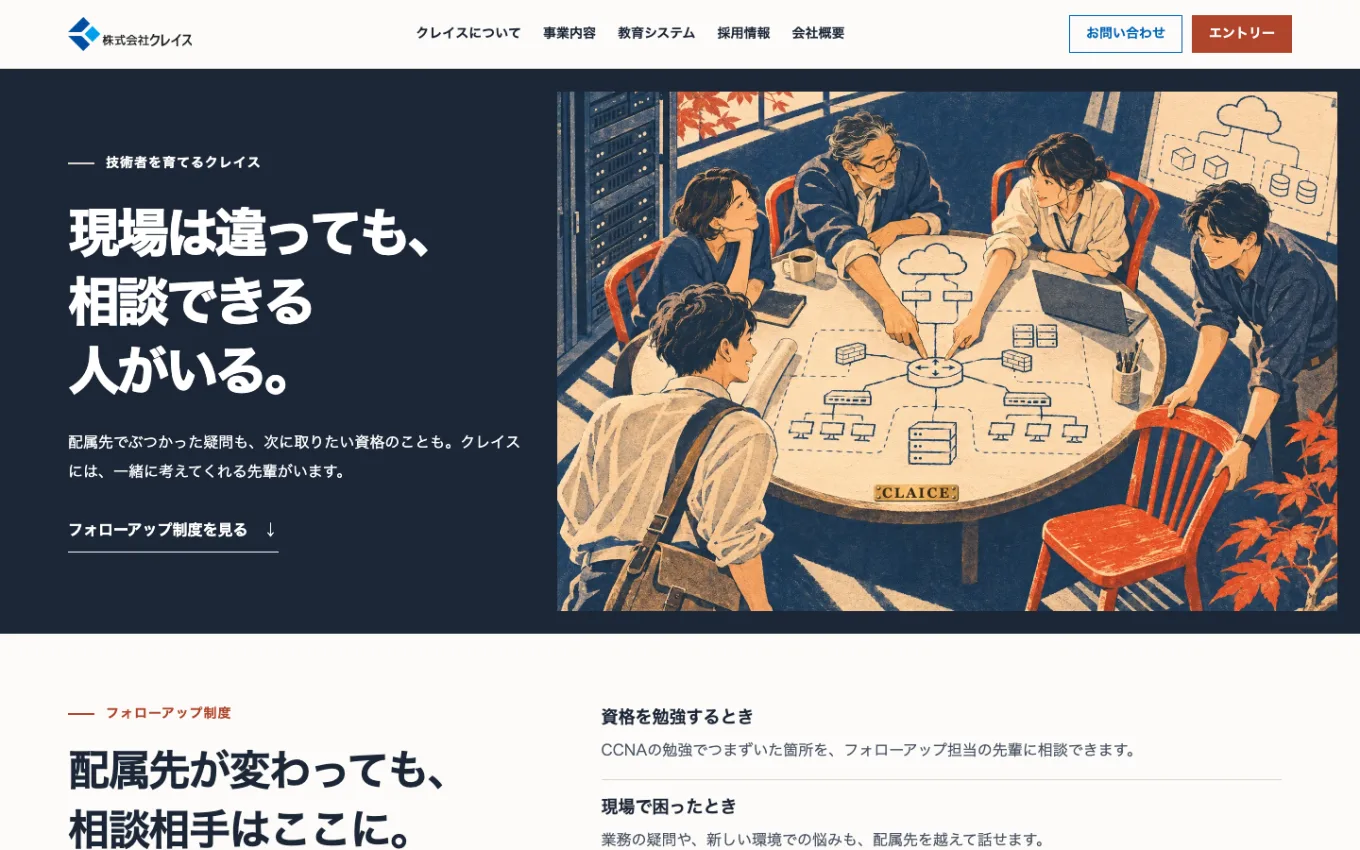 株式会社クレイス
クレイスについて
事業内容
教育システム
採用情報
会社概要
お問い合わせ
エントリー
技術者を育てるクレイス
現場は違っても、
相談できる
人がいる。
配属先でぶつかった疑問も、次に取りたい資格のことも。クレイス
には、一緒に考えてくれる先輩がいます。
フォローアップ制度を見る ↓
CLAICE
フォローアップ制度
配属先が変わっても、
相談相手はここに。
資格を勉強するとき
CCNAの勉強でつまずいた箇所を、フォローアップ担当の先輩に相談できます。
現場で困ったとき
業務の疑問や、新しい環境での悩みも、配属先を越えて話せます。